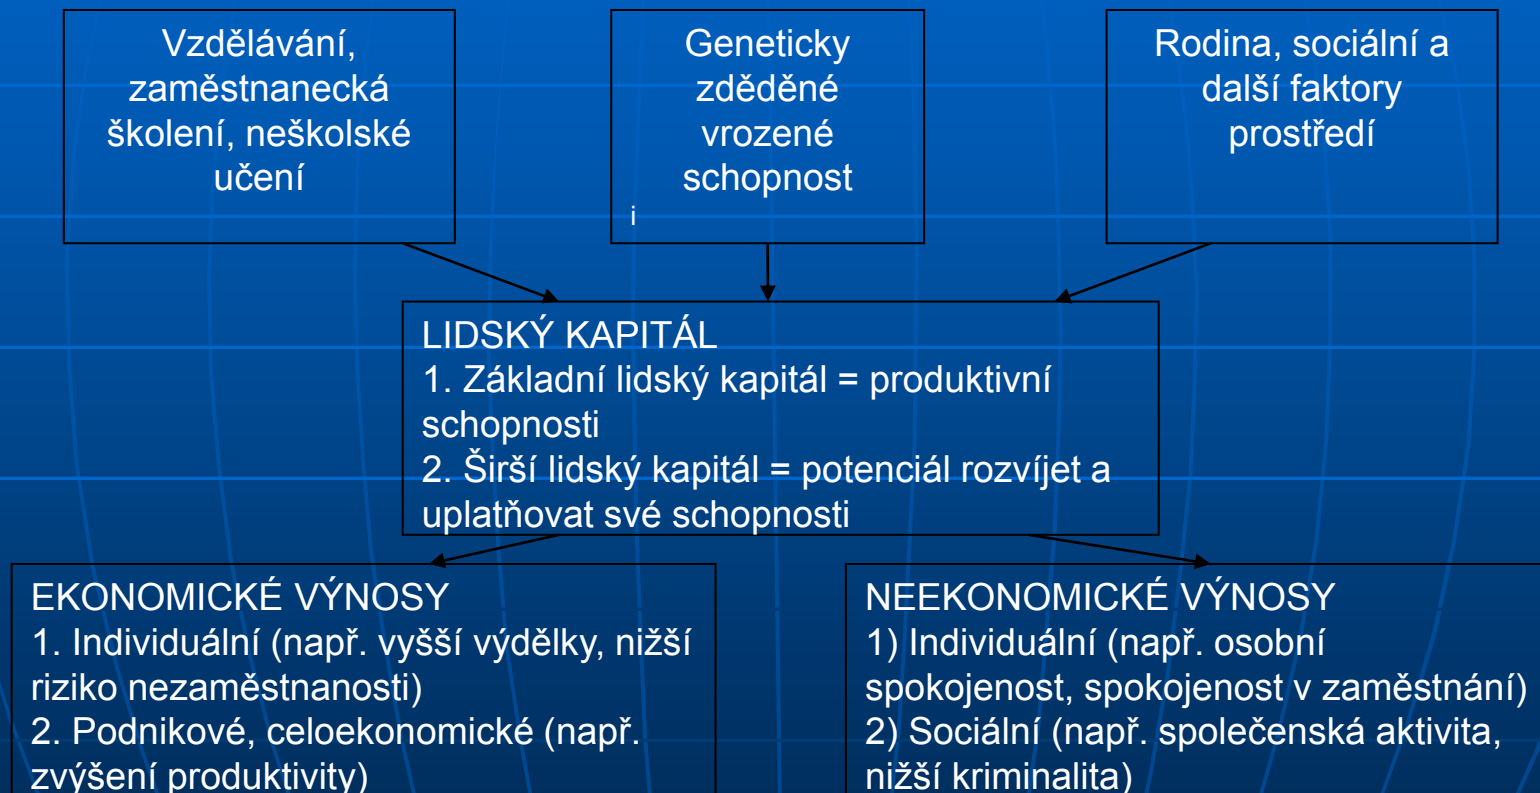 Vzdělávání,
zaměstnanecká
školení, neškolské
učení
Geneticky
zděděné
vrozené
schopnost
i
Rodina, sociální a
další faktory
prostředí
LIDSKÝ KAPITÁL
1. Základní lidský kapitál = produktivní
schopnosti
2. Širší lidský kapitál = potenciál rozvíjet a
uplatňovat své schopnosti
EKONOMICKÉ VÝNOSY
1. Individuální (např. vyšší výdělky, nižší
riziko nezaměstnanosti)
2. Podnikové, celoekonomické (např.
zvýšení produktivity)
NEEKONOMICKÉ VÝNOSY
1) Individuální (např. osobní
spokojenost, spokojenost v zaměstnání)
2) Sociální (např. společenská aktivita,
nižší kriminalita)